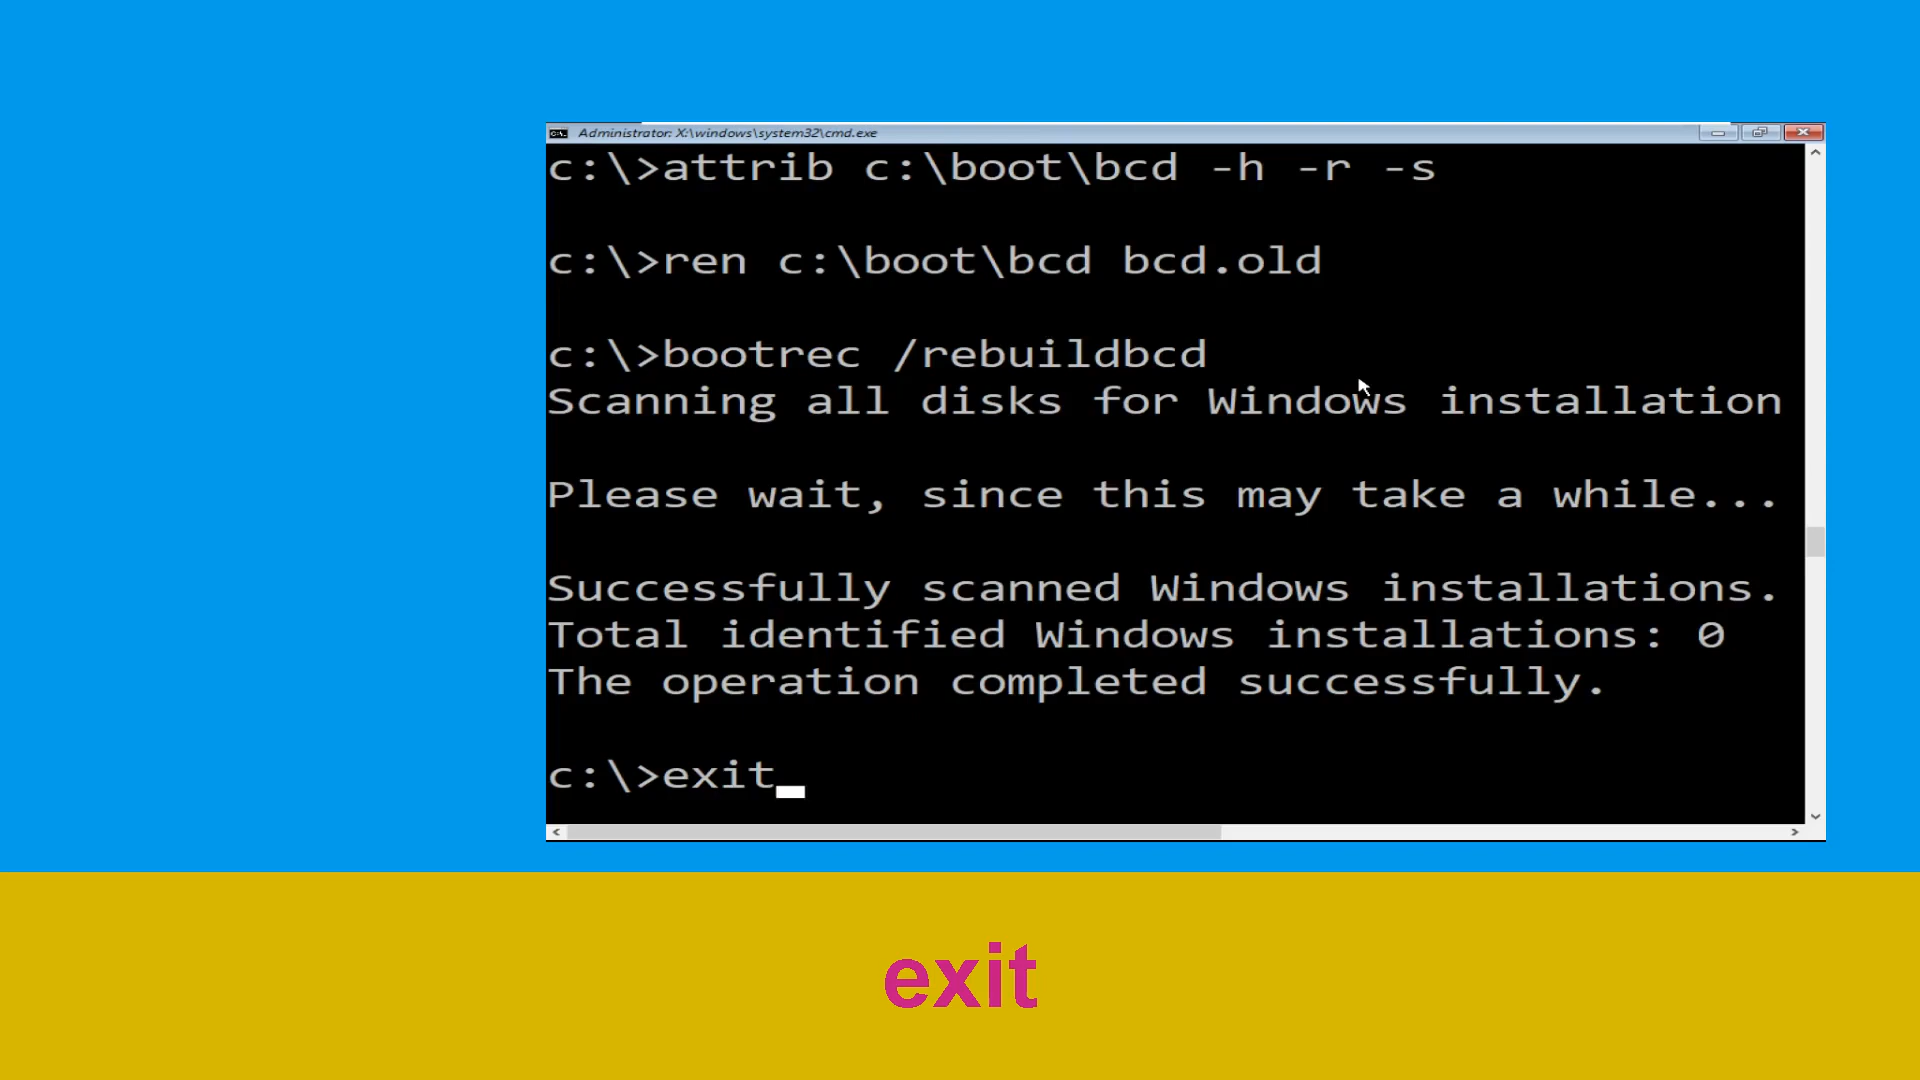 Administrator: X:\windows\system32\cmd.exe
c:\>attrib c:\boot\bcd -h -r -s
c:\>ren c:\boot\bcd bcd.old
c:\>bootrec /rebuildbcd
Scanning all disks for Windows installation
Please wait, since this may take a while...
Successfully scanned Windows installations.
Total identified Windows installations: 0
The operation completed successfully.
c:\>exit_
exit